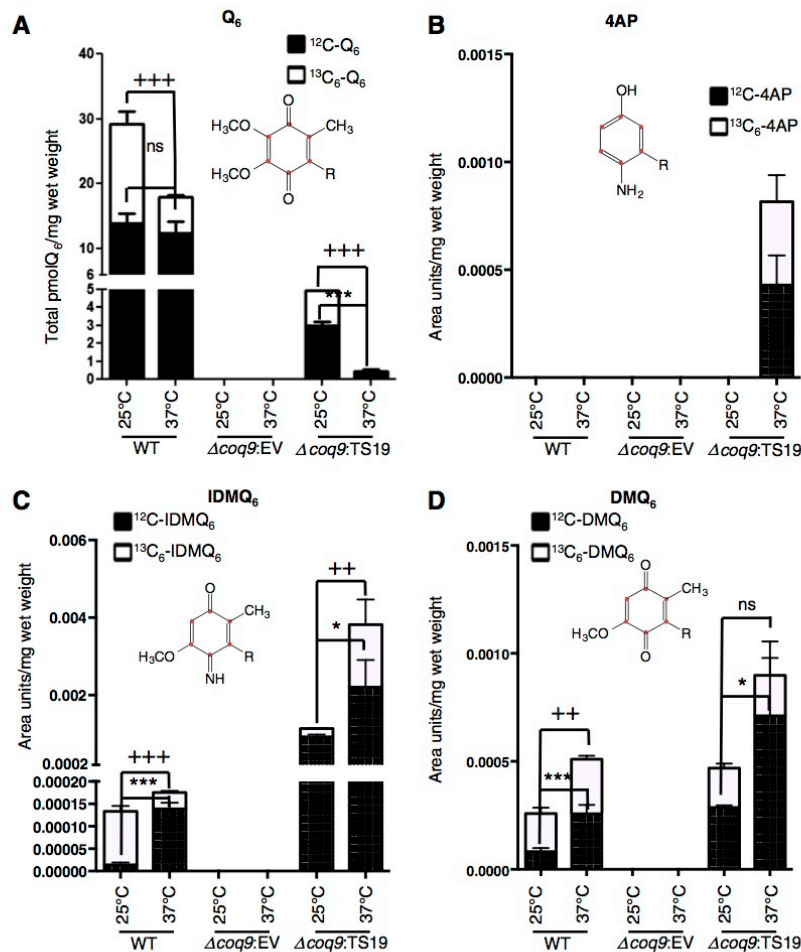 A
Q₆
¹²C-Q₆
¹³C₆-Q₆
Total pmolQ₆/mg wet weight
40
30
20
10
6
5
4
3
2
1
0
+++
ns
+++
***
O
H₃CO
CH₃
H₃CO
R
O
25°C
37°C
25°C
37°C
25°C
37°C
WT
Δcoq9:EV
Δcoq9:TS19
B
4AP
¹²C-4AP
¹³C₆-4AP
Area units/mg wet weight
0.0015
0.0010
0.0005
0.0000
OH
R
NH₂
25°C
37°C
25°C
37°C
25°C
37°C
WT
Δcoq9:EV
Δcoq9:TS19
C
IDMQ₆
¹²C-IDMQ₆
¹³C₆-IDMQ₆
Area units/mg wet weight
0.006
0.004
0.002
0.0002
0.00020
0.00015
0.00010
0.00005
0.00000
O
CH₃
H₃CO
R
NH
++
*
+++
***
25°C
37°C
25°C
37°C
25°C
37°C
WT
Δcoq9:EV
Δcoq9:TS19
D
DMQ₆
¹²C-DMQ₆
¹³C₆-DMQ₆
Area units/mg wet weight
0.0015
0.0010
0.0005
0.0000
O
CH₃
H₃CO
R
O
ns
*
++
***
25°C
37°C
25°C
37°C
25°C
37°C
WT
Δcoq9:EV
Δcoq9:TS19